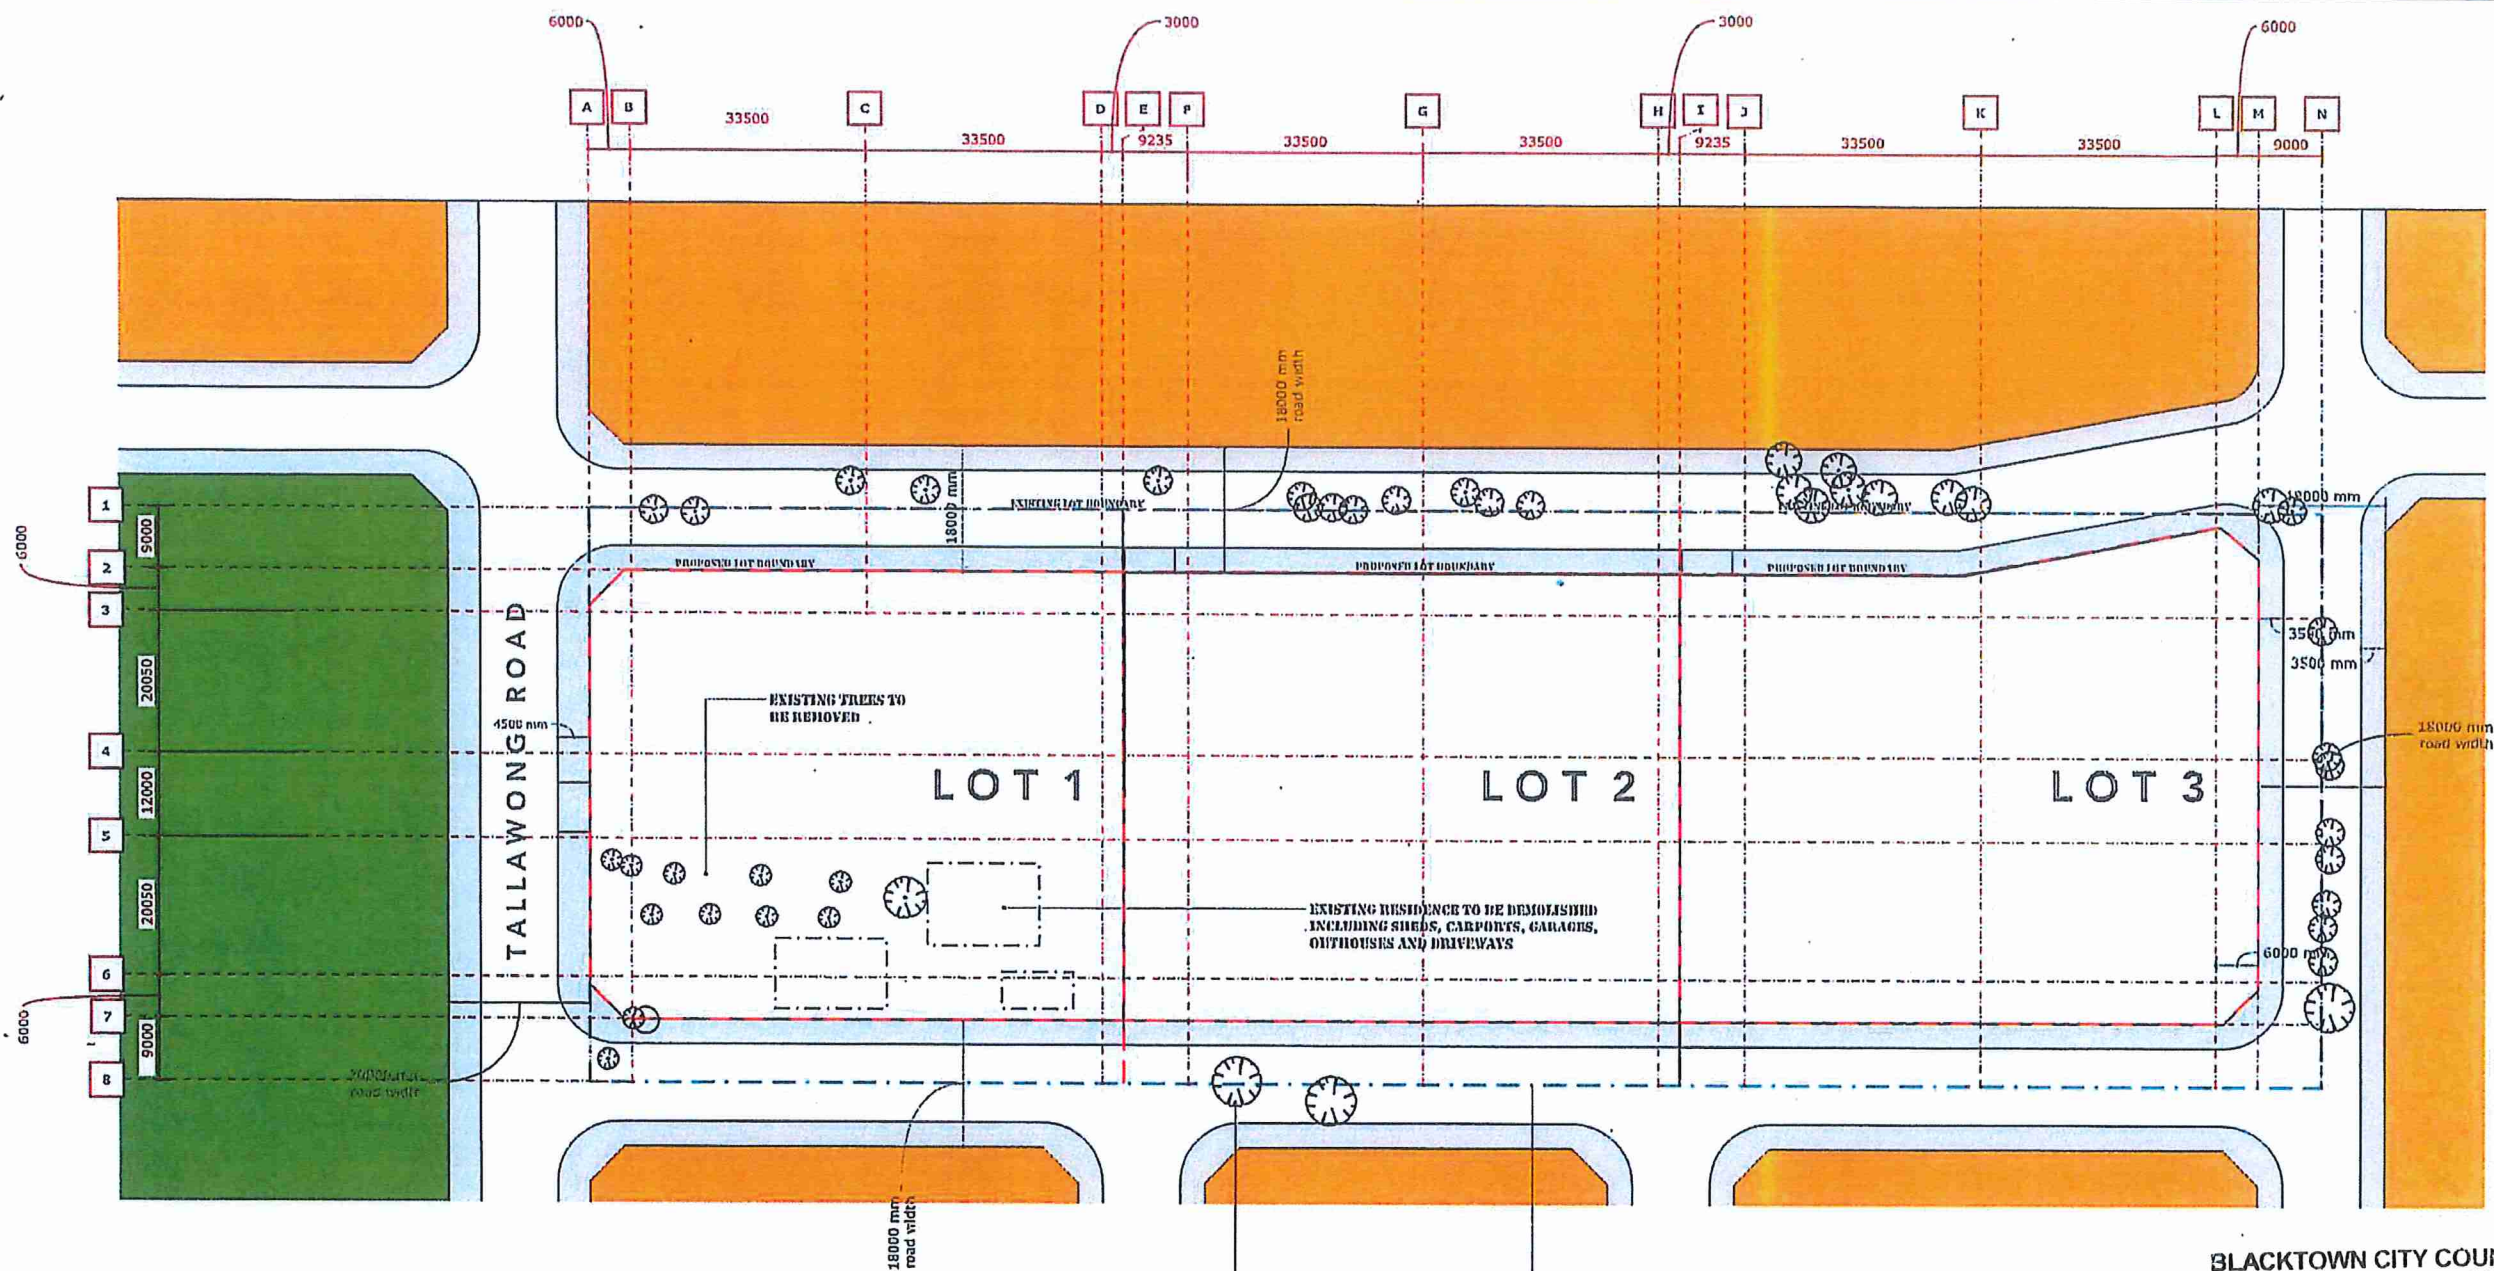 6000
3000
3000
6000
A
B
C
D
E
F
G
H
I
J
K
L
M
N
33500
33500
9235
33500
33500
9235
33500
33500
9000
18000 mm
road width
1
9000
6000
2
3
20050
4
12000
5
20050
6
6000
7
9000
8
EXISTING LOT BOUNDARY
18000 mm
18000 mm
PROPOSED LOT BOUNDARY
PROPOSED LOT BOUNDARY
PROPOSED LOT BOUNDARY
TALLAWONG ROAD
3500 mm
3500 mm
EXISTING TREES TO
BE REMOVED
4500 mm
18000 mm
road width
LOT 1
LOT 2
LOT 3
EXISTING RESIDENCE TO BE DEMOLISHED
INCLUDING SHEDS, CARPORTS, GARAGES,
OUTHOUSES AND DRIVEWAYS
6000 mm
road width
18000 mm
road width
BLACKTOWN CITY